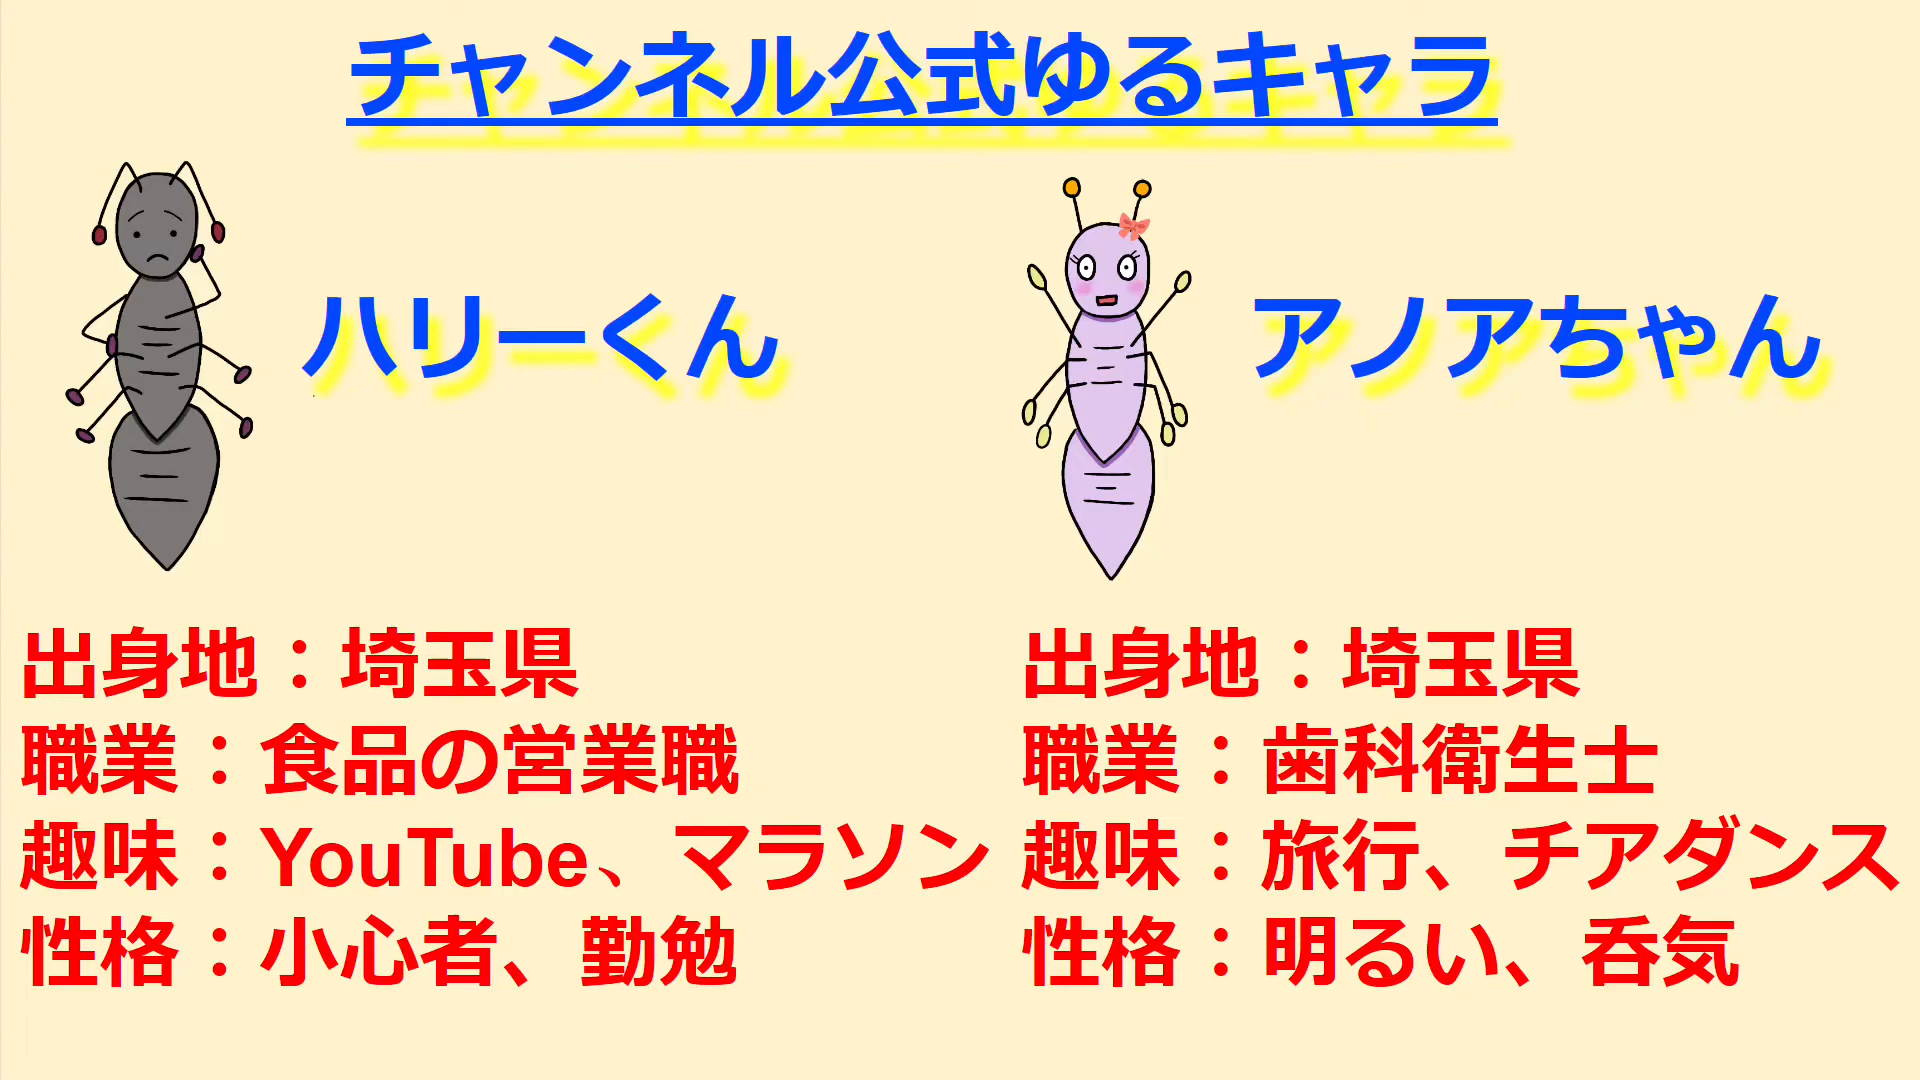 チャンネル公式ゆるキャラ
ハリーくん
出身地：埼玉県
職業：食品の営業職
趣味：YouTube、マラソン
性格：小心者、勤勉
アノアちゃん
出身地：埼玉県
職業：歯科衛生士
趣味：旅行、チアダンス
性格：明るい、呑気